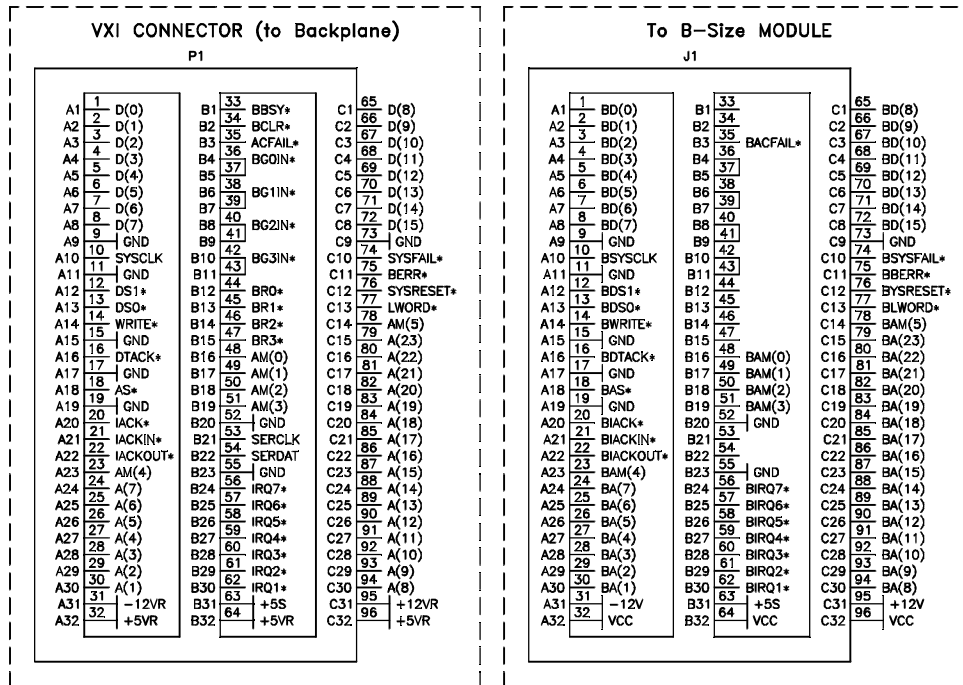 VXI CONNECTOR (to Backplane)
P1
A1 1 D(0)
A2 2 D(1)
A3 3 D(2)
A4 4 D(3)
A5 5 D(4)
A6 6 D(5)
A7 7 D(6)
A8 8 D(7)
A9 9 GND
A10 10 SYSCLK
A11 11 GND
A12 12 DS1*
A13 13 DS0*
A14 14 WRITE*
A15 15 GND
A16 16 DTACK*
A17 17 GND
A18 18 AS*
A19 19 GND
A20 20 IACK*
A21 21 IACKIN*
A22 22 IACKOUT*
A23 23 AM(4)
A24 24 A(7)
A25 25 A(6)
A26 26 A(5)
A27 27 A(4)
A28 28 A(3)
A29 29 A(2)
A30 30 A(1)
A31 31 -12VR
A32 32 +5VR
B1 33 BBSY*
B2 34 BCLR*
B3 35 ACFAIL*
B4 36 BG0IN*
B5 37
B6 38 BG1IN*
B7 39
B8 40 BG2IN*
B9 41
B10 42 BG3IN*
B11 43
B12 44 BR0*
B13 45 BR1*
B14 46 BR2*
B15 47 BR3*
B16 48 AM(0)
B17 49 AM(1)
B18 50 AM(2)
B19 51 AM(3)
B20 52 GND
B21 53 SERCLK
B22 54 SERDAT
B23 55 GND
B24 56 IRQ7*
B25 57 IRQ6*
B26 58 IRQ5*
B27 59 IRQ4*
B28 60 IRQ3*
B29 61 IRQ2*
B30 62 IRQ1*
B31 63 +5S
B32 64 +5VR
C1 65 D(8)
C2 66 D(9)
C3 67 D(10)
C4 68 D(11)
C5 69 D(12)
C6 70 D(13)
C7 71 D(14)
C8 72 D(15)
C9 73 GND
C10 74 SYSFAIL*
C11 75 BERR*
C12 76 SYSRESET*
C13 77 LWORD*
C14 78 AM(5)
C15 79 A(23)
C16 80 A(22)
C17 81 A(21)
C18 82 A(20)
C19 83 A(19)
C20 84 A(18)
C21 85 A(17)
C22 86 A(16)
C23 87 A(15)
C24 88 A(14)
C25 89 A(13)
C26 90 A(12)
C27 91 A(11)
C28 92 A(10)
C29 93 A(9)
C30 94 A(8)
C31 95 +12VR
C32 96 +5VR
To B-Size MODULE
J1
A1 1 BD(0)
A2 2 BD(1)
A3 3 BD(2)
A4 4 BD(3)
A5 5 BD(4)
A6 6 BD(5)
A7 7 BD(6)
A8 8 BD(7)
A9 9 GND
A10 10 BSYSCLK
A11 11 GND
A12 12 BDS1*
A13 13 BDS0*
A14 14 BWRITE*
A15 15 GND
A16 16 BDTACK*
A17 17 GND
A18 18 BAS*
A19 19 GND
A20 20 BIACK*
A21 21 BIACKIN*
A22 22 BIACKOUT*
A23 23 BAM(4)
A24 24 BA(7)
A25 25 BA(6)
A26 26 BA(5)
A27 27 BA(4)
A28 28 BA(3)
A29 29 BA(2)
A30 30 BA(1)
A31 31 -12V
A32 32 VCC
B1 33
B2 34
B3 35 BACFAIL*
B4 36
B5 37
B6 38
B7 39
B8 40
B9 41
B10 42
B11 43
B12 44
B13 45
B14 46
B15 47
B16 48 BAM(0)
B17 49 BAM(1)
B18 50 BAM(2)
B19 51 BAM(3)
B20 52 GND
B21 53
B22 54
B23 55 GND
B24 56 BIRQ7*
B25 57 BIRQ6*
B26 58 BIRQ5*
B27 59 BIRQ4*
B28 60 BIRQ3*
B29 61 BIRQ2*
B30 62 BIRQ1*
B31 63 +5S
B32 64 VCC
C1 65 BD(8)
C2 66 BD(9)
C3 67 BD(10)
C4 68 BD(11)
C5 69 BD(12)
C6 70 BD(13)
C7 71 BD(14)
C8 72 BD(15)
C9 73 GND
C10 74 BSYSFAIL*
C11 75 BBERR*
C12 76 BYSRESET*
C13 77 BLWORD*
C14 78 BAM(5)
C15 79 BA(23)
C16 80 BA(22)
C17 81 BA(21)
C18 82 BA(20)
C19 83 BA(19)
C20 84 BA(18)
C21 85 BA(17)
C22 86 BA(16)
C23 87 BA(15)
C24 88 BA(14)
C25 89 BA(13)
C26 90 BA(12)
C27 91 BA(11)
C28 92 BA(10)
C29 93 BA(9)
C30 94 BA(8)
C31 95 +12V
C32 96 VCC